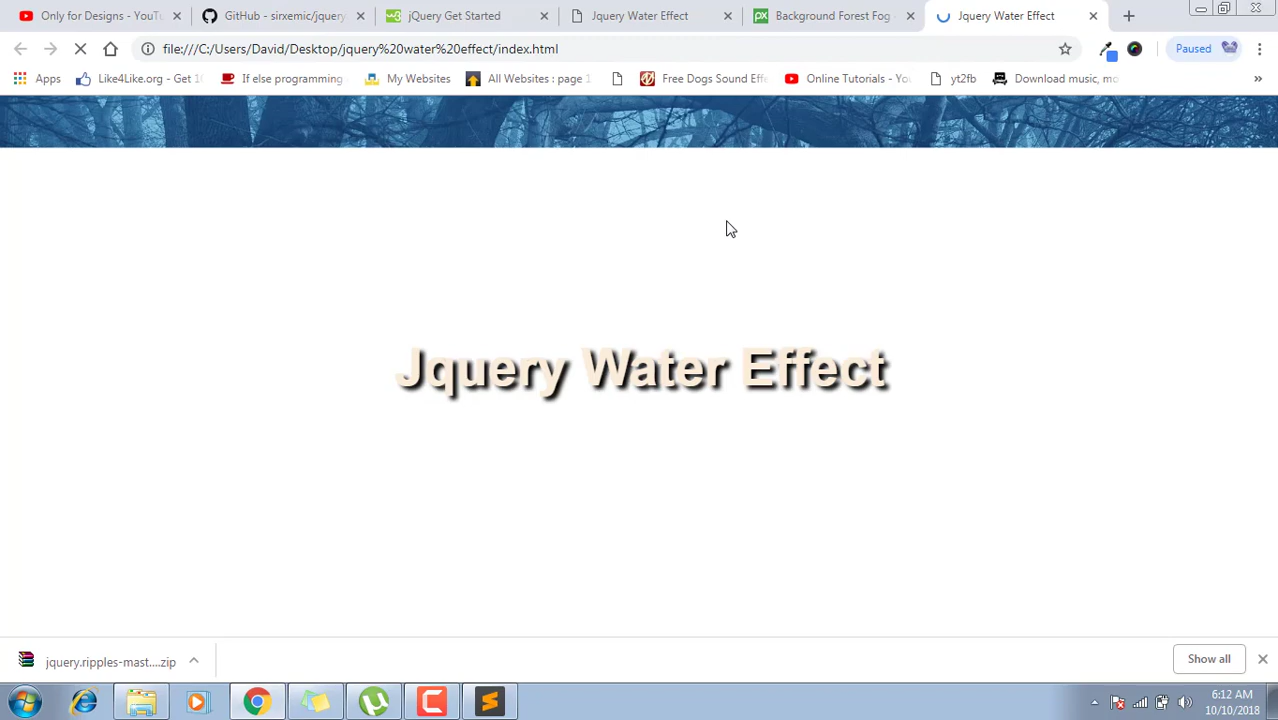 Only for Designs - YouTu
GitHub - sirxemic/jquery
jQuery Get Started
Jquery Water Effect
Background Forest Fog
Jquery Water Effect
file:///C:/Users/David/Desktop/jquery%20water%20effect/index.html
Paused
Apps
Like4Like.org - Get 10
If else programming
My Websites
All Websites : page 1
Free Dogs Sound Effe
Online Tutorials - You
yt2fb
Download music, mo
»
Jquery Water Effect
jquery.ripples-mast....zip
Show all
6:12 AM
10/10/2018